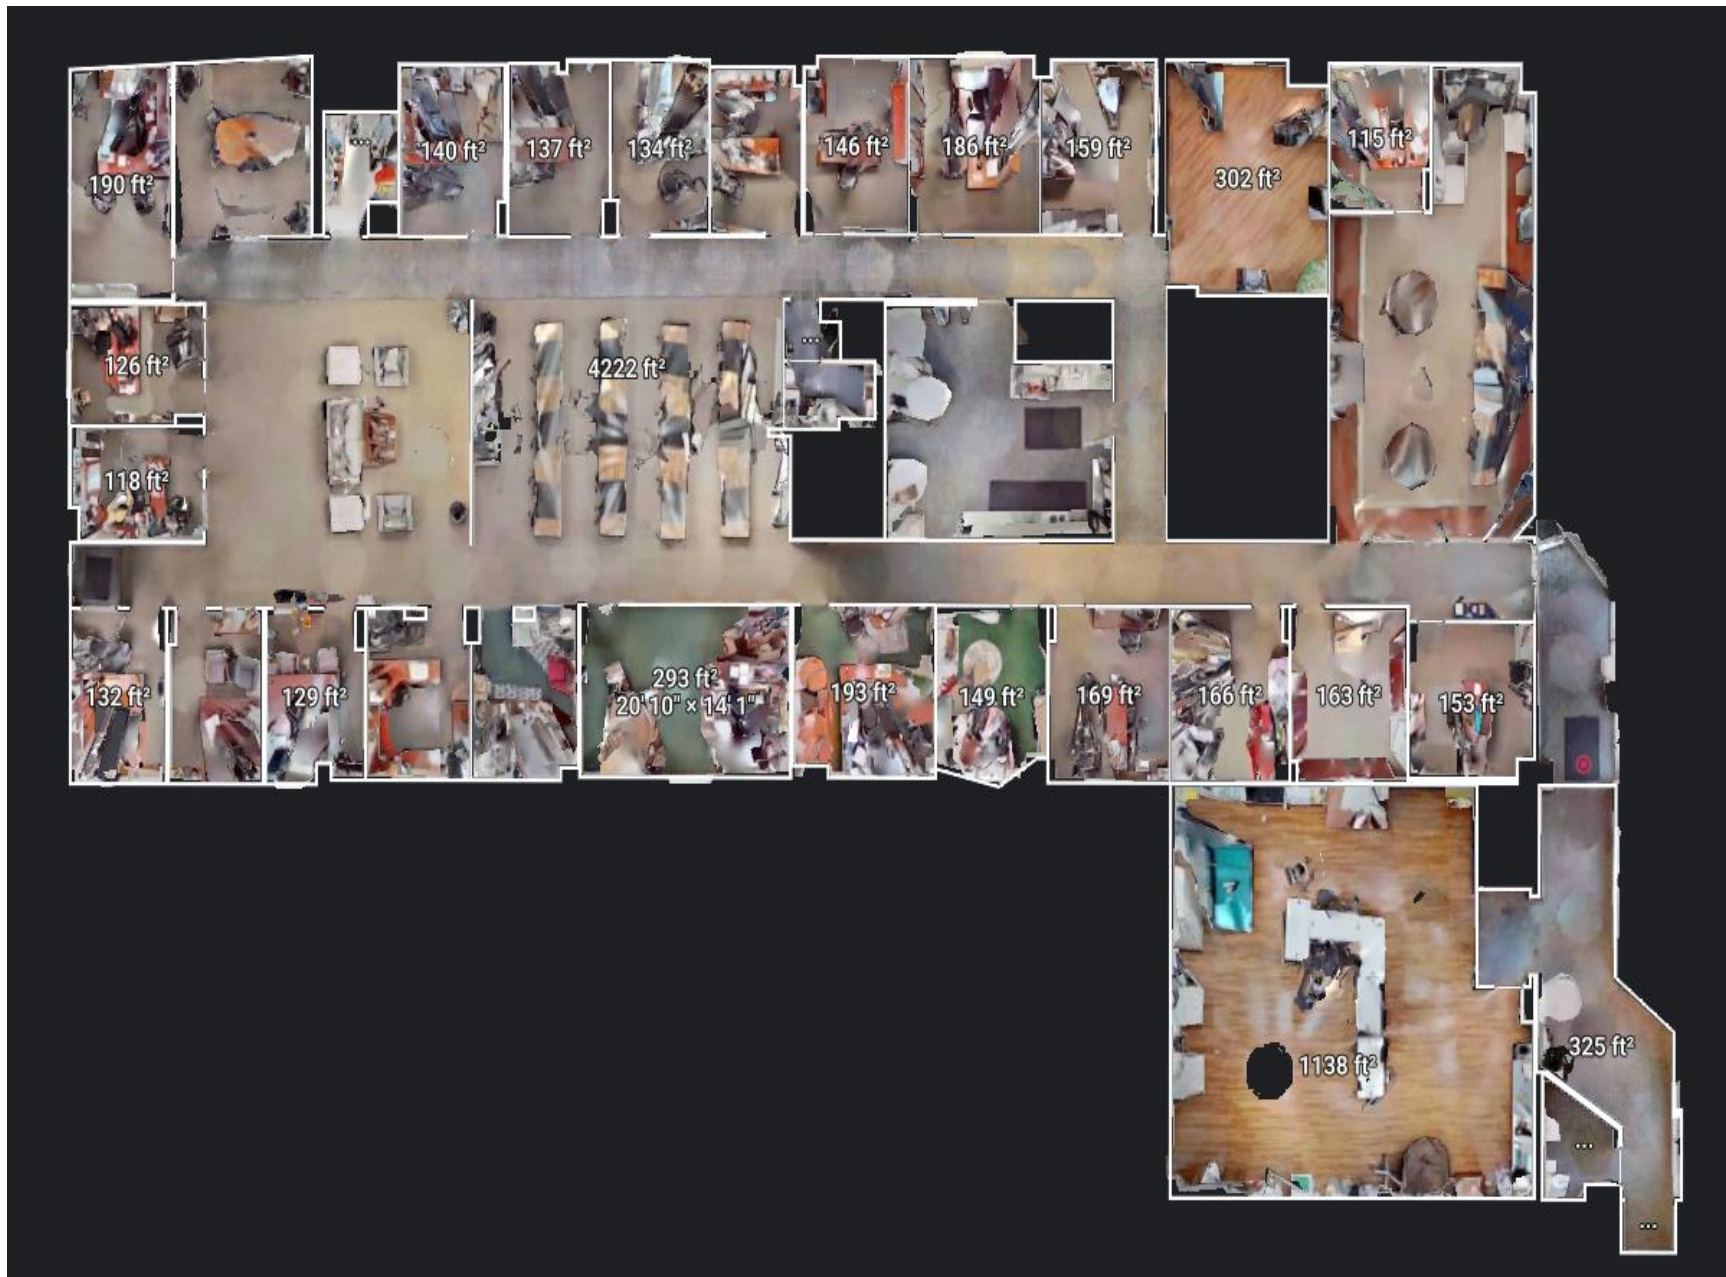 140 ft²
137 ft²
134 ft²
146 ft²
186 ft²
159 ft²
115 ft²
...
190 ft²
302 ft²
126 ft²
4222 ft²
...
118 ft²
132 ft²
129 ft²
293 ft²
20' 10" × 14' 1"
193 ft²
149 ft²
169 ft²
166 ft²
163 ft²
153 ft²
1138 ft²
325 ft²
...
...